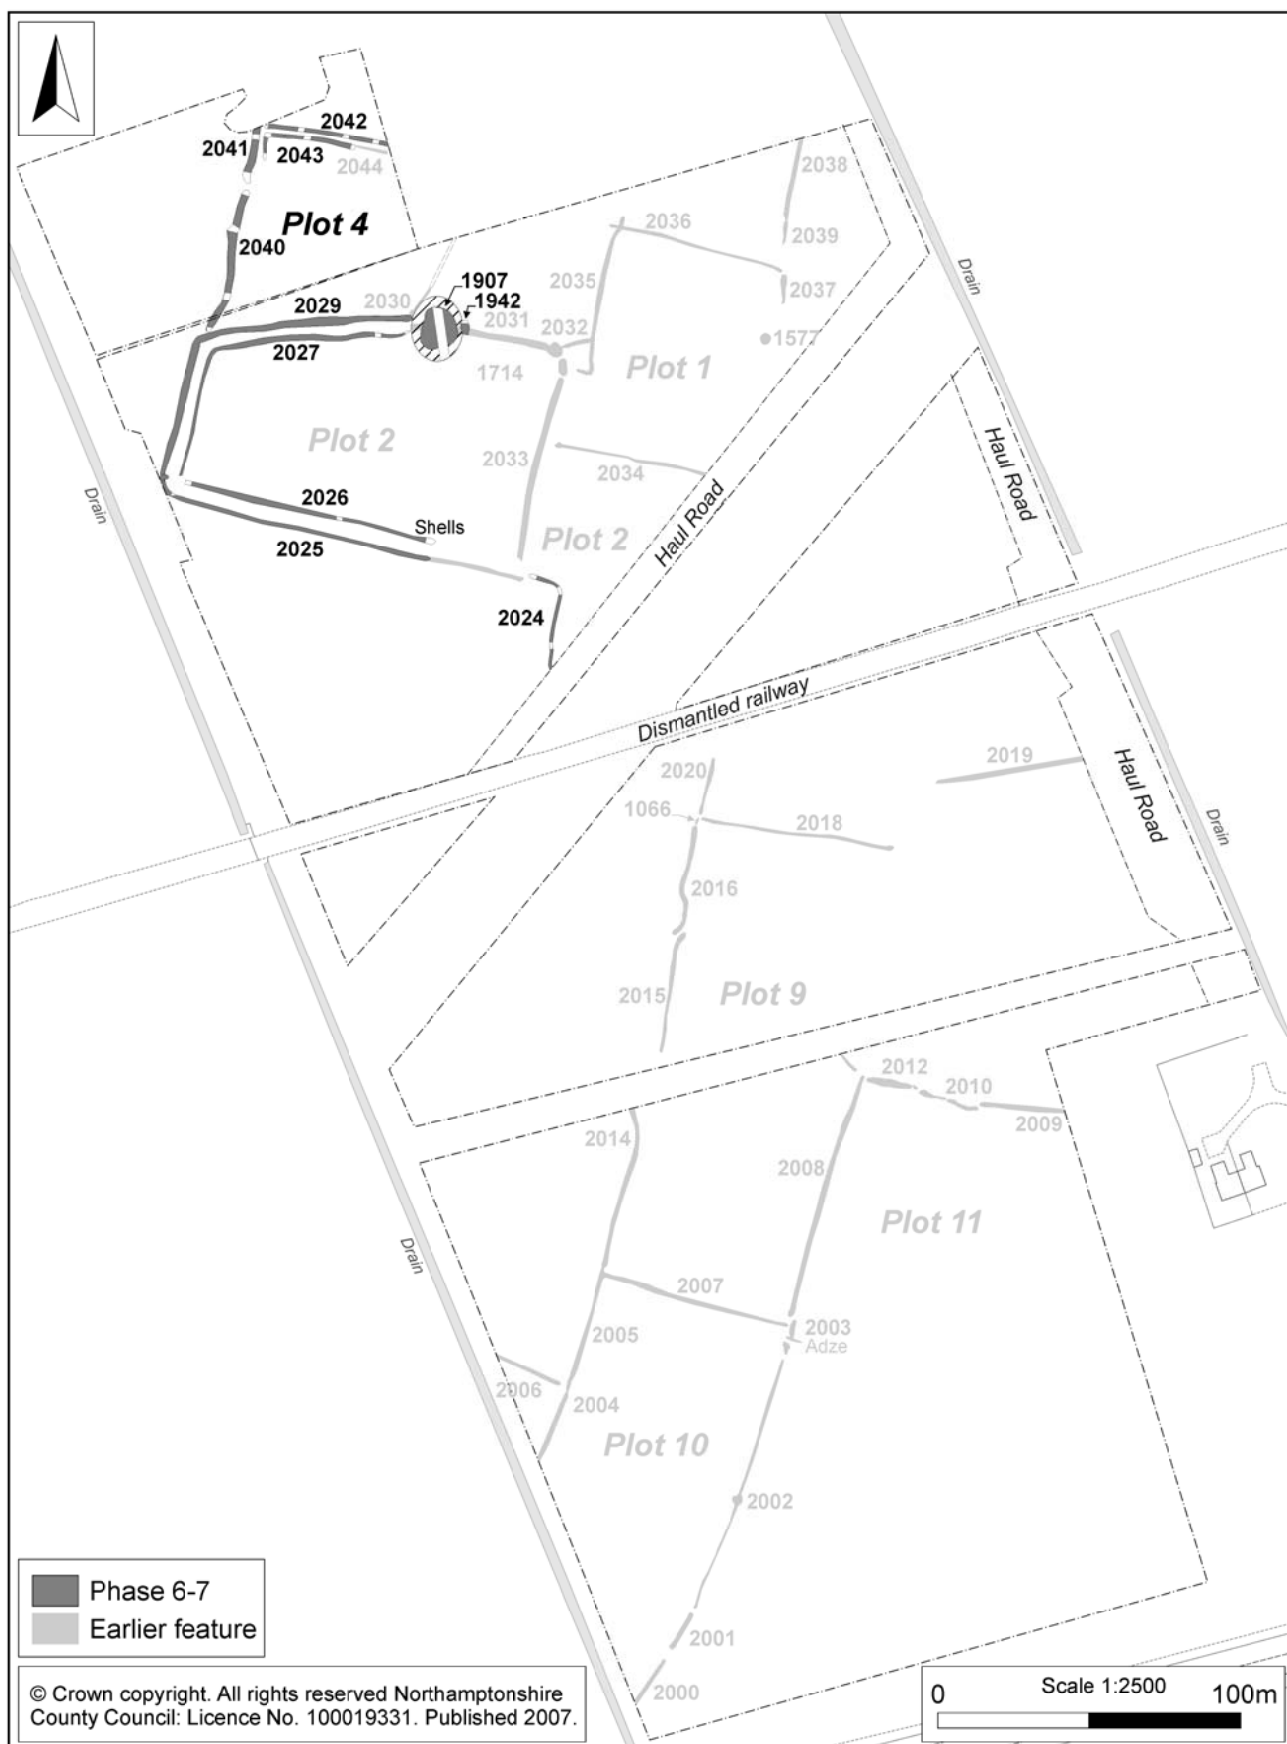 2042
2041
2043
2044
2038
Plot 4
2036
2039
2040
Drain
1907
2035
2037
2030
1942
2029
2031
2032
1577
2027
1714
Plot 1
Plot 2
2033
Haul Road
2034
Drain
2026
Shells
Haul Road
Plot 2
2025
2024
Dismantled railway
2019
2020
Haul Road
1066
2018
Drain
2016
2015
Plot 9
2012
2010
2009
2014
2008
Plot 11
Drain
2007
2003
2005
Adze
2006
2004
Plot 10
2002
Phase 6-7
Earlier feature
2001
2000
© Crown copyright. All rights reserved Northamptonshire
County Council: Licence No. 100019331. Published 2007.
Scale 1:2500
0 100m